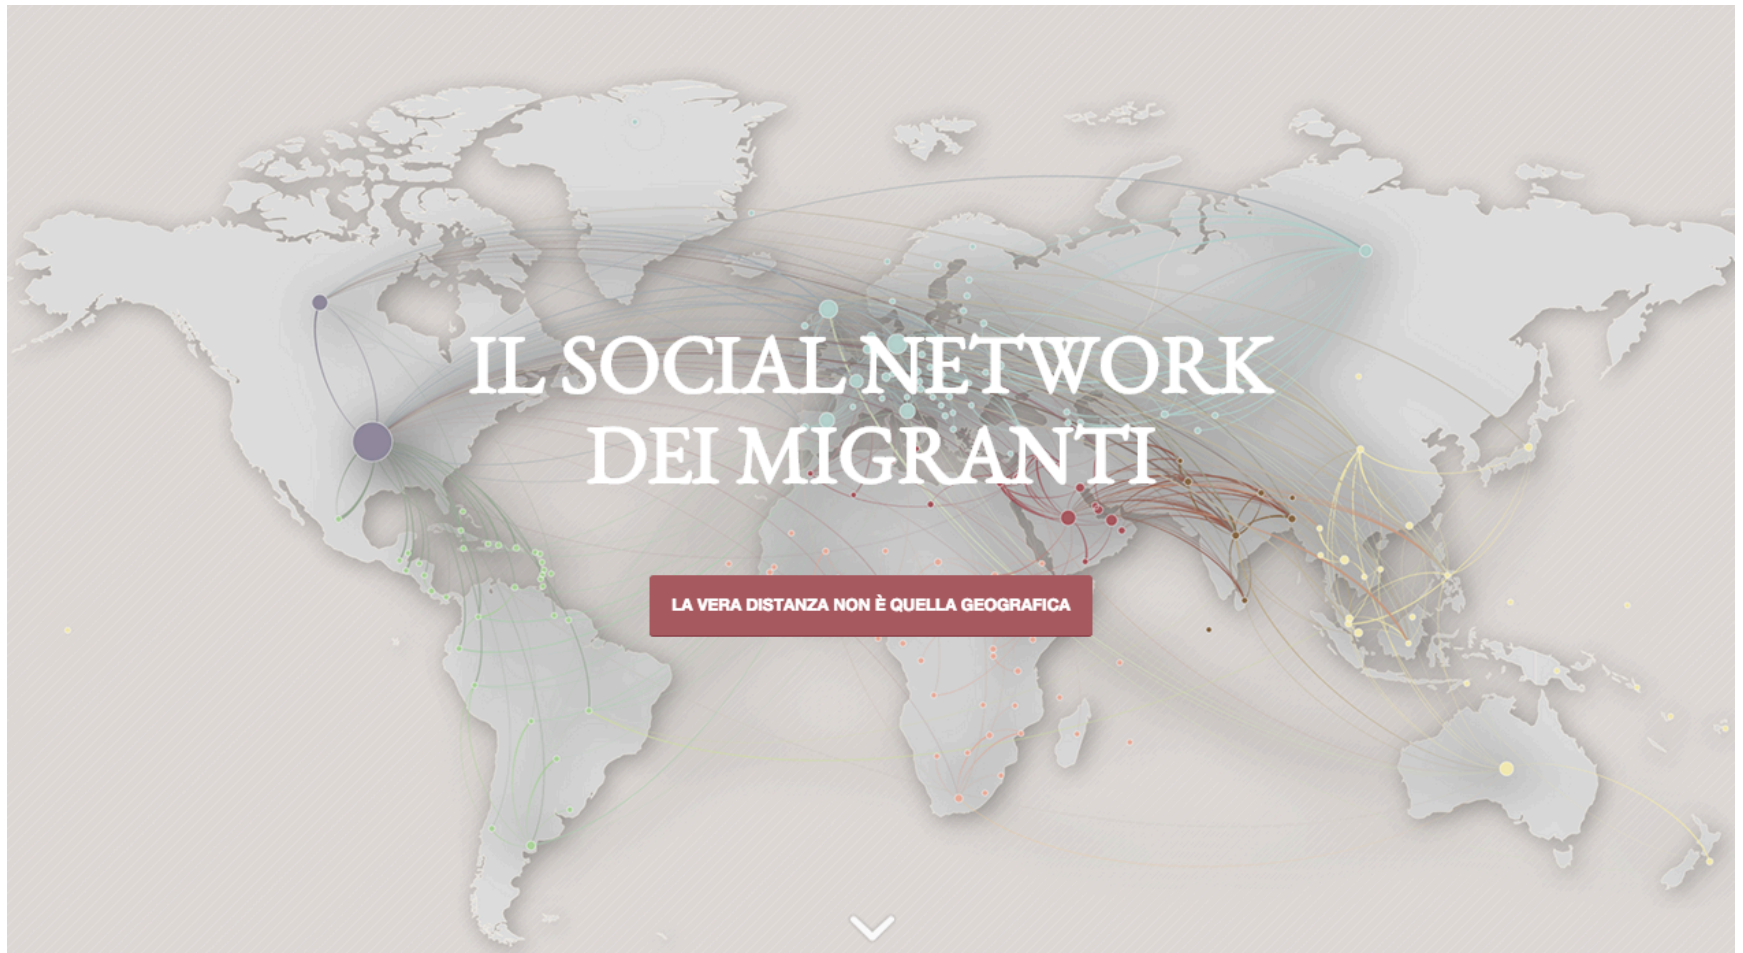 IL SOCIAL NETWORK
DEI MIGRANTI
LA VERA DISTANZA NON È QUELLA GEOGRAFICA